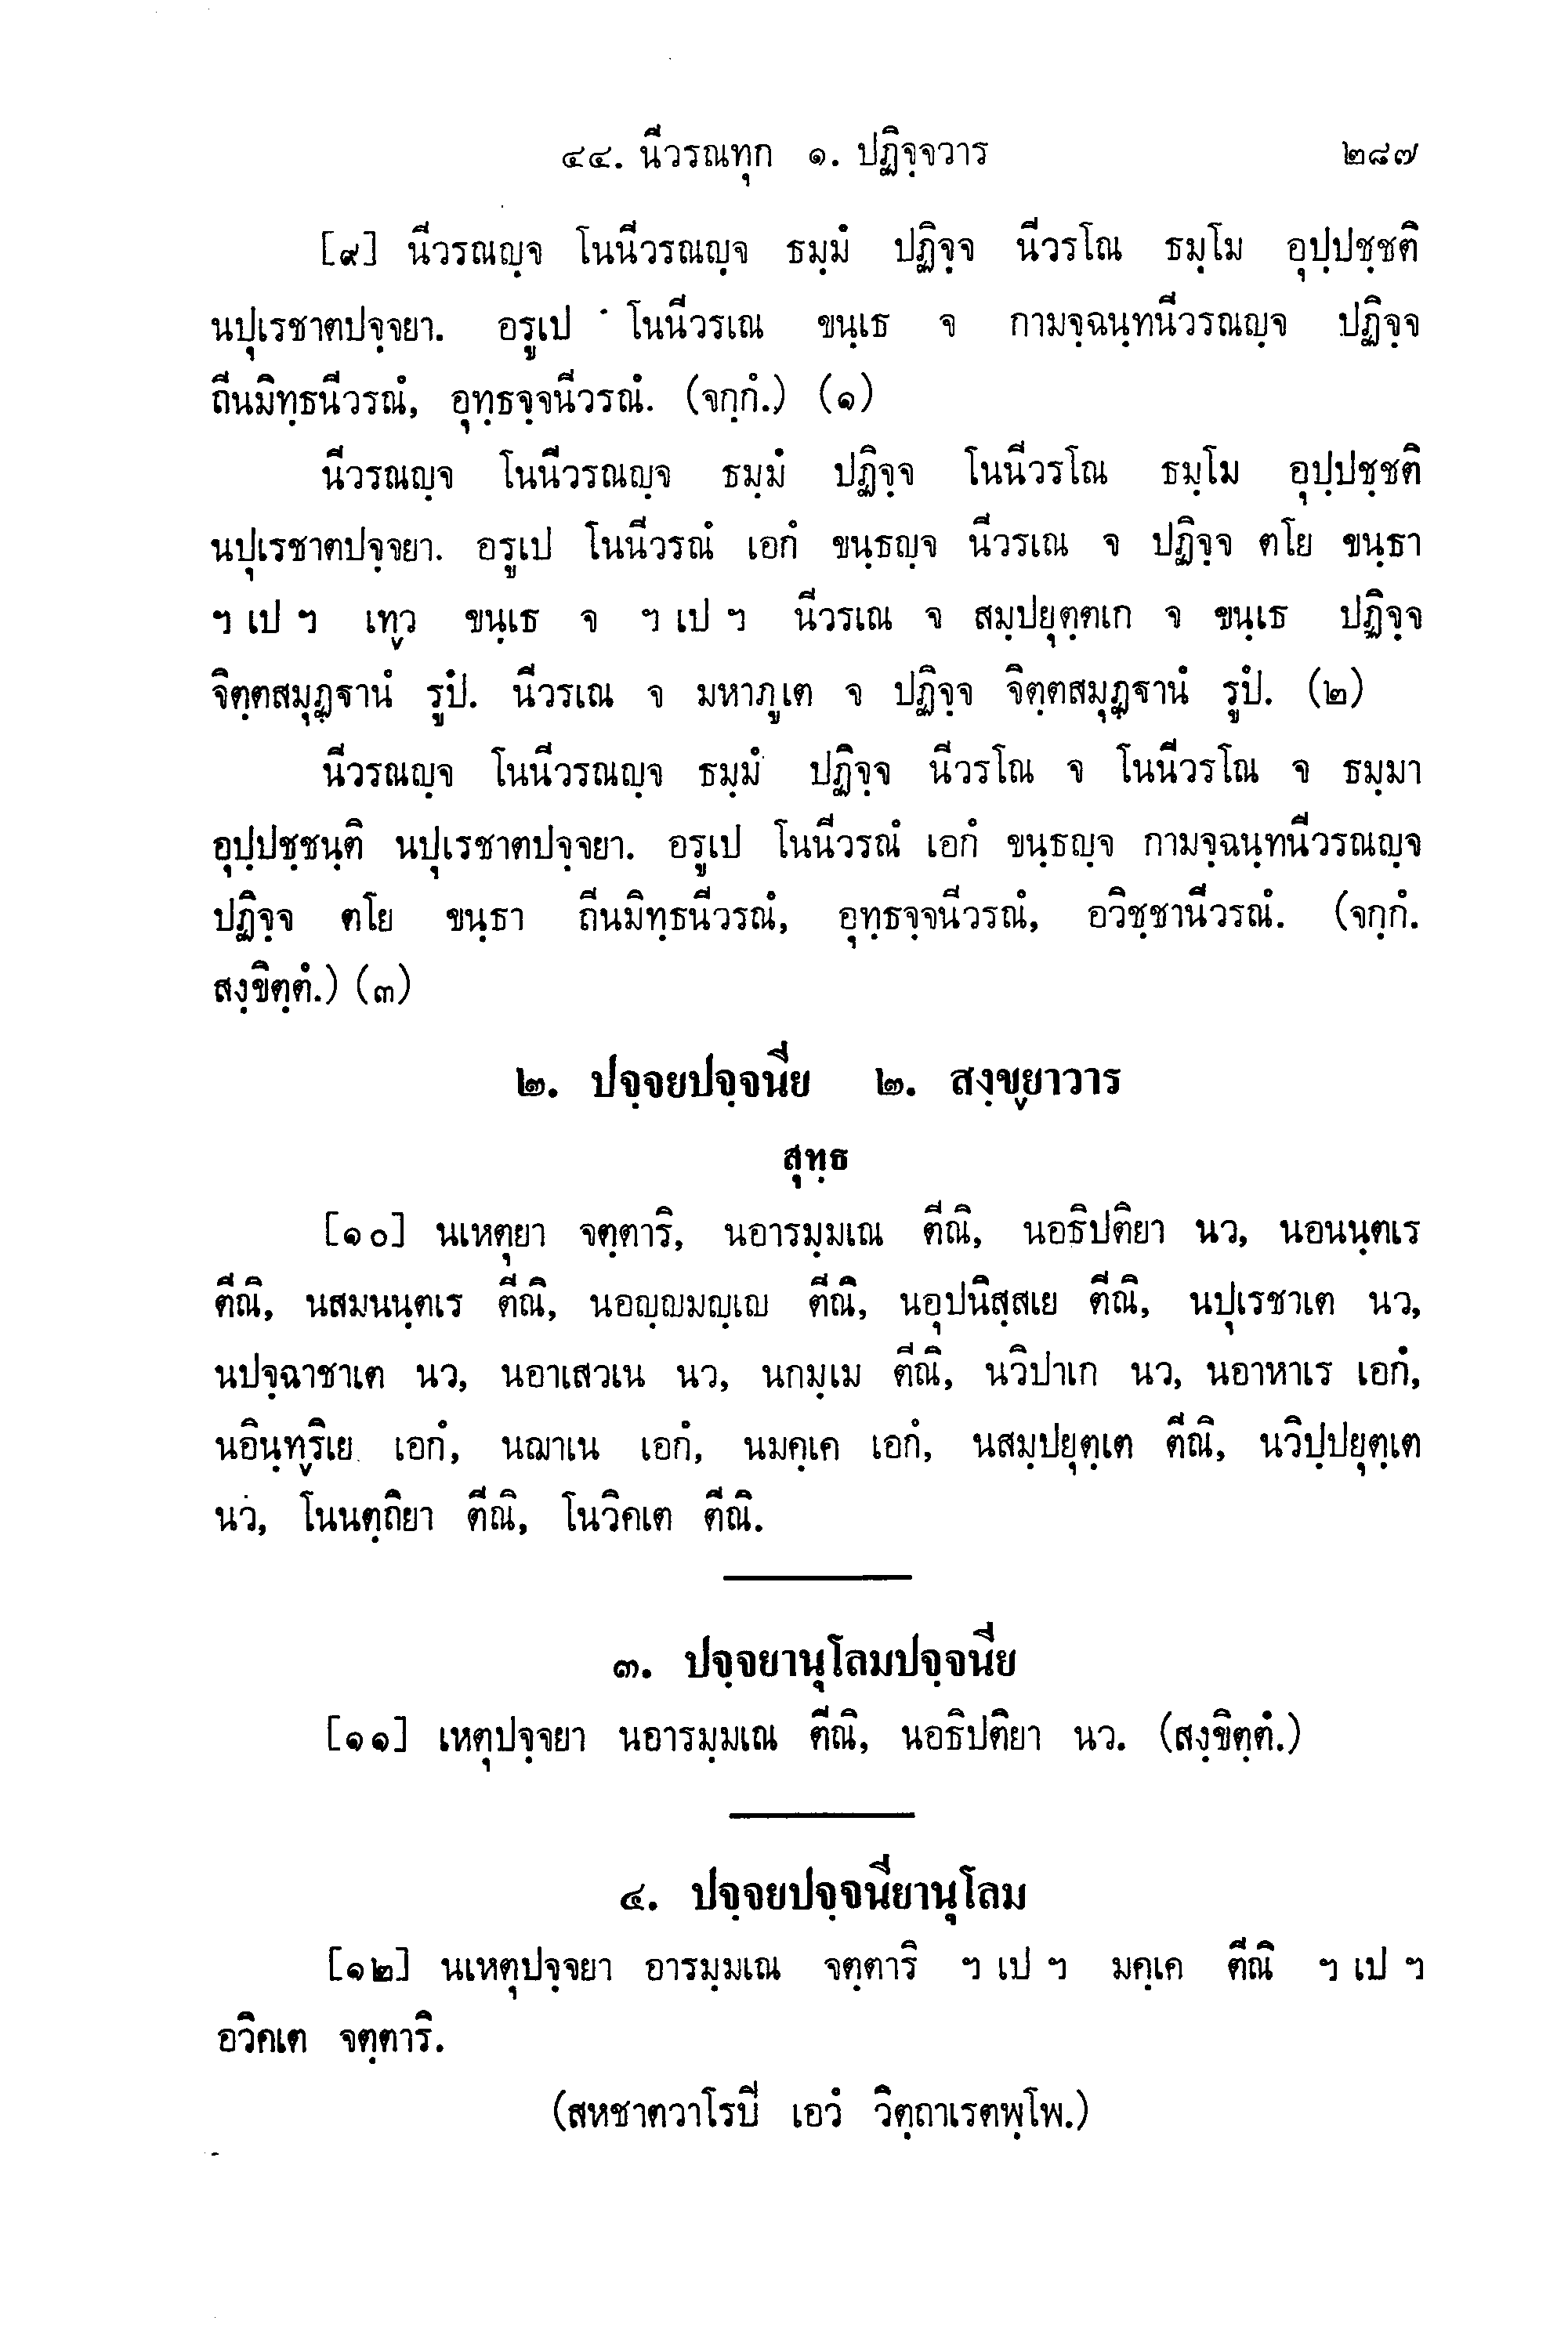 ๔๔. นีวรณทุก ๑. ปฏิจฺจวาร ๒๘๗
[๙] นีวรณญฺจ โนนีวรณญฺจ ธมฺมํ ปฏิจฺจ นีวรโณ ธมฺโม อุปฺปชฺชติ
นปุเรชาตปจฺจยา. อรูเป โนนีวรเณ ขนฺเธ จ กามจฺฉนฺทนีวรณญฺจ ปฏิจฺจ
ถีนมิทฺธนีวรณํ, อุทฺธจฺจนีวรณํ. (จกฺกํ.) (๑)
นีวรณญฺจ โนนีวรณญฺจ ธมฺมํ ปฏิจฺจ โนนีวรโณ ธมฺโม อุปฺปชฺชติ
นปุเรชาตปจฺจยา. อรูเป โนนีวรณํ เอกํ ขนฺธญฺจ นีวรเณ จ ปฏิจฺจ ตโย ขนฺธา
ฯ เป ฯ เทฺว ขนฺเธ จ ฯ เป ฯ นีวรเณ จ สมฺปยุตฺตเก จ ขนฺเธ ปฏิจฺจ
จิตฺตสมุฏฺฐานํ รูปํ. นีวรเณ จ มหาภูเต จ ปฏิจฺจ จิตฺตสมุฏฺฐานํ รูปํ. (๒)
นีวรณญฺจ โนนีวรณญฺจ ธมฺมํ ปฏิจฺจ นีวรโณ จ โนนีวรโณ จ ธมฺมา
อุปฺปชฺชนฺติ นปุเรชาตปจฺจยา. อรูเป โนนีวรณํ เอกํ ขนฺธญฺจ กามจฺฉนฺทนีวรณญฺจ
ปฏิจฺจ ตโย ขนฺธา ถีนมิทฺธนีวรณํ, อุทฺธจฺจนีวรณํ, อวิชฺชานีวรณํ. (จกฺกํ.
สงฺขิตฺตํ.) (๓)
๒. ปจฺจยปจฺจนีย ๒. สงฺขฺยาวาร
สุทฺธ
[๑๐] นเหตุยา จตฺตาริ, นอารมฺมเณ ตีณิ, นอธิปติยา นว, นอนนฺตเร
ตีณิ, นสมนนฺตเร ตีณิ, นอญฺญมญฺเญ ตีณิ, นอุปนิสฺสเย ตีณิ, นปุเรชาเต นว,
นปจฺฉาชาเต นว, นอาเสวเน นว, นกมฺเม ตีณิ, นวิปาเก นว, นอาหาเร เอกํ,
นอินฺทฺริเย เอกํ, นฌาเน เอกํ, นมคฺเค เอกํ, นสมฺปยุตฺเต ตีณิ, นวิปฺปยุตฺเต
นว, โนนตฺถิยา ตีณิ, โนวิคเต ตีณิ.
๓. ปจฺจยานุโลมปจฺจนีย
[๑๑] เหตุปจฺจยา นอารมฺมเณ ตีณิ, นอธิปติยา นว. (สงฺขิตฺตํ.)
๔. ปจฺจยปจฺจนียานุโลม
[๑๒] นเหตุปจฺจยา อารมฺมเณ จตฺตาริ ฯ เป ฯ มคฺเค ตีณิ ฯ เป ฯ
อวิคเต จตฺตาริ.
(สหชาตวาโรปี เอวํ วิตฺถาเรตพฺโพ.)